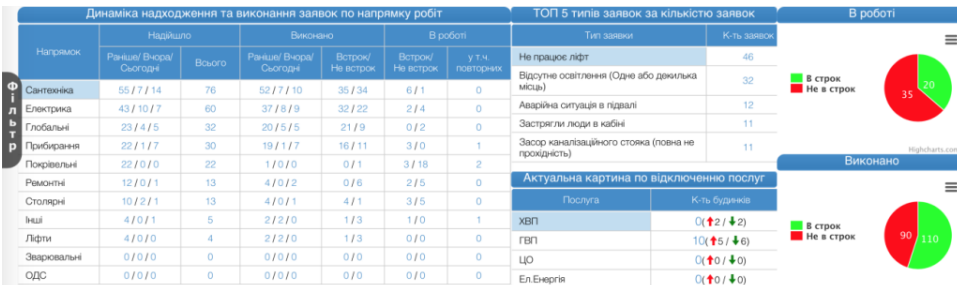 Динаміка надходження та виконання заявок по напрямку робіт
Напрямок
Надійшло
Виконано
В роботі
Раніше/ Вчора/
Сьогодні
Всього
Раніше/ Вчора/
Сьогодні
Встрок/
Не встрок
Встрок/
Не встрок
у т.ч.
повторних
Сантехніка 55 / 7 / 14 76 52 / 7 / 10 35 / 34 6 / 1 0
Електрика 43 / 10 / 7 60 37 / 8 / 9 32 / 22 2 / 4 0
Глобальні 23 / 4 / 5 32 20 / 5 / 5 21 / 9 0 / 2 0
Прибирання 22 / 1 / 7 30 19 / 1 / 7 16 / 11 3 / 0 1
Покрівельні 22 / 0 / 0 22 1 / 0 / 0 0 / 1 3 / 18 2
Ремонтні 12 / 0 / 1 13 4 / 0 / 2 0 / 6 2 / 5 0
Столярні 10 / 2 / 1 13 4 / 0 / 1 4 / 1 3 / 5 0
Інші 4 / 0 / 1 5 2 / 2 / 0 1 / 3 1 / 0 1
Ліфти 4 / 0 / 0 4 2 / 2 / 0 1 / 3 0 / 0 0
Зварювальні 0 / 0 / 0 0 0 / 0 / 0 0 / 0 0 / 0 0
ОДС 0 / 0 / 0 0 0 / 0 / 0 0 / 0 0 / 0 0
Фільтр
ТОП 5 типів заявок за кількістю заявок
Тип заявки К-ть заявок
Не працює ліфт 46
Відсутнє освітлення (Одне або декилька
місць) 32
Аварійна ситуація в підвалі 12
Застрягли люди в кабіні 11
Засор каналізаційного стояка (повна не
прохідність) 11
Актуальна картина по відключенню послуг
Послуга К-ть будинків
ХВП 0(⬆2 / ⬇2)
ГВП 10(⬆5 / ⬇6)
ЦО 0(⬆0 / ⬇0)
Ел.Енергія 0(⬆0 / ⬇0)
В роботі
В строк
Не в строк
35
20
Highcharts.com
Виконано
В строк
Не в строк
90
110